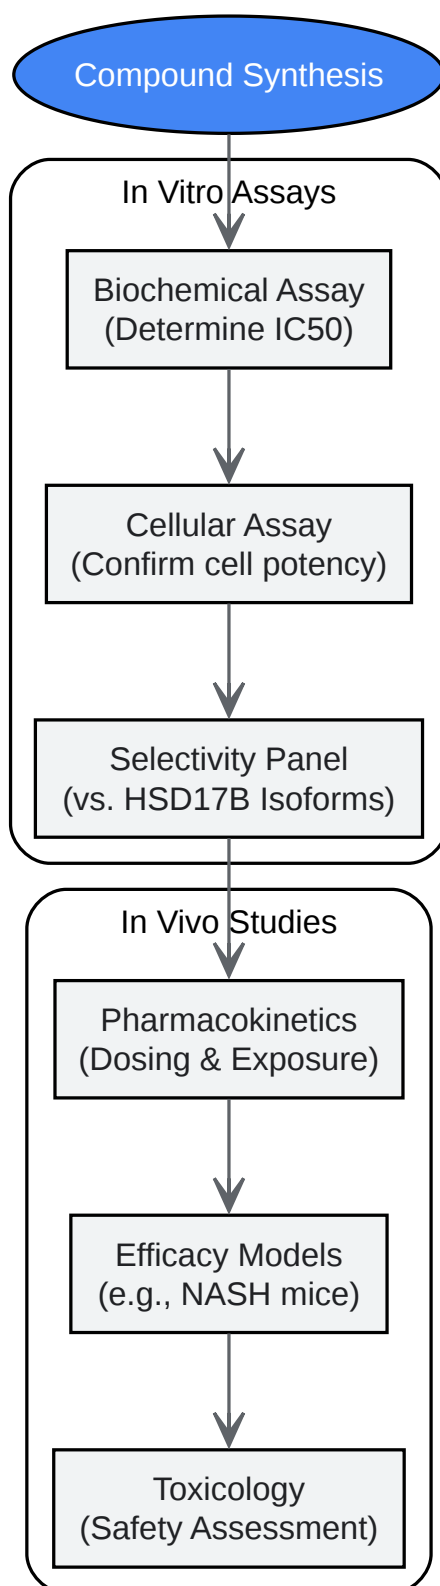 Compound Synthesis
In Vitro Assays
Biochemical Assay
(Determine IC50)
Cellular Assay
(Confirm cell potency)
Selectivity Panel
(vs. HSD17B Isoforms)
In Vivo Studies
Pharmacokinetics
(Dosing & Exposure)
Efficacy Models
(e.g., NASH mice)
Toxicology
(Safety Assessment)